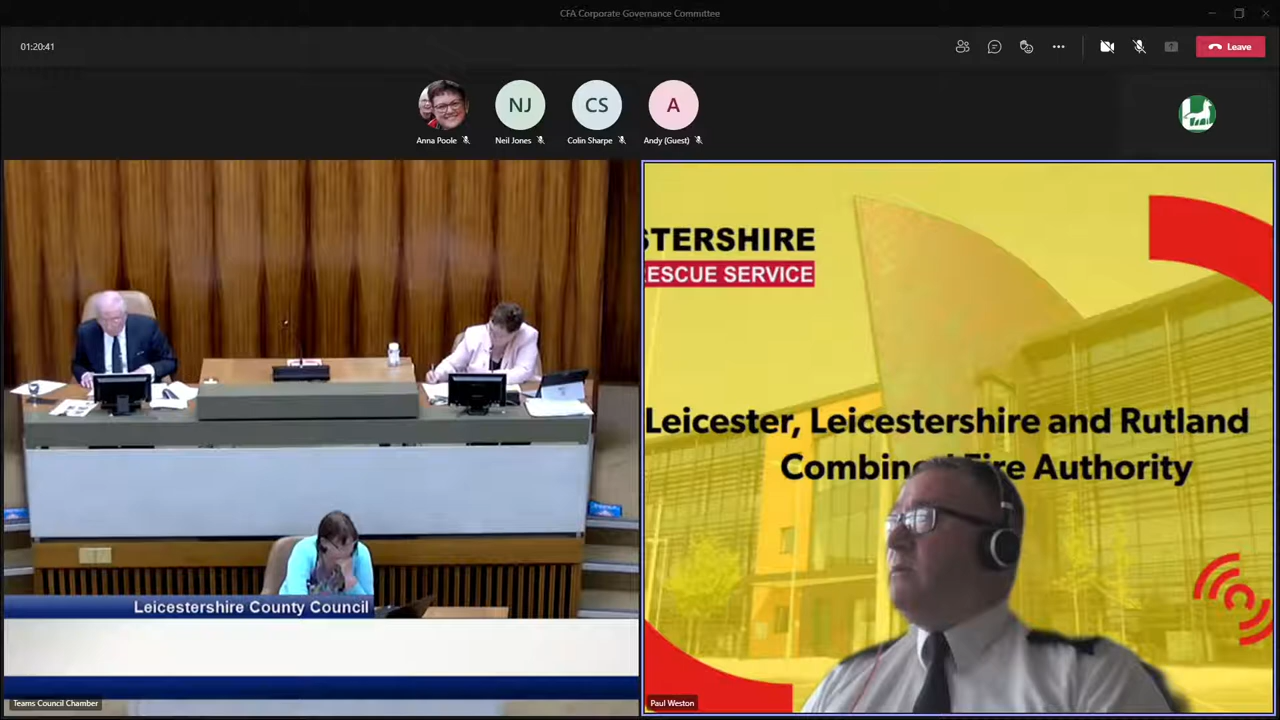 CFA Corporate Governance Committee
01:20:41
Leave
NJ
CS
A
Anna Poole
Neil Jones
Colin Sharpe
Andy (Guest)
STERSHIRE
RESCUE SERVICE
Leicester, Leicestershire and Rutland
Combined Fire Authority
Leicestershire County Council
Teams Council Chamber
Paul Weston